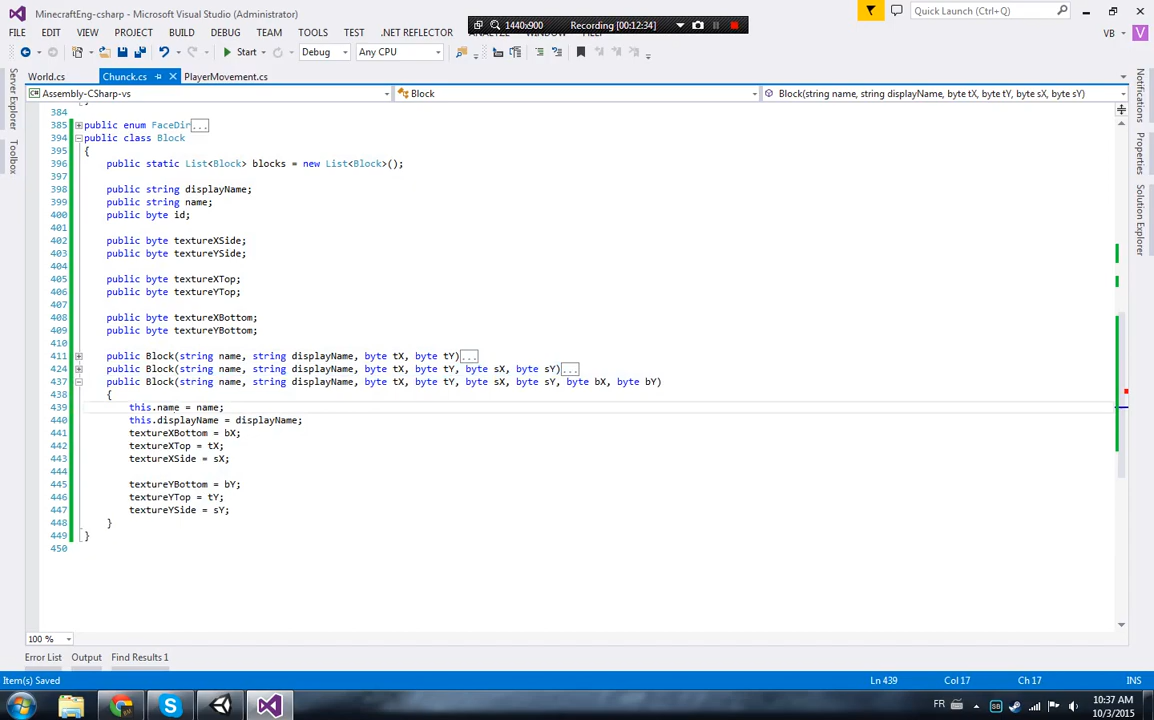 MinecraftEng-csharp - Microsoft Visual Studio (Administrator)
1440x900
Recording [00:12:34]
Quick Launch (Ctrl+Q)
FILE EDIT VIEW PROJECT BUILD DEBUG TEAM TOOLS TEST .NET REFLECTOR ANALYZE WINDOW HELP
VB
V
Start
Debug
Any CPU
World.cs
Chunck.cs
PlayerMovement.cs
Assembly-CSharp-vs
Block
Block(string name, string displayName, byte tX, byte tY, byte sX, byte sY)
Server Explorer
Toolbox
Notifications
Properties
Solution Explorer
384
385 public enum FaceDir...
394 public class Block
395 {
396 public static List<Block> blocks = new List<Block>();
397
398 public string displayName;
399 public string name;
400 public byte id;
401
402 public byte textureXSide;
403 public byte textureYSide;
404
405 public byte textureXTop;
406 public byte textureYTop;
407
408 public byte textureXBottom;
409 public byte textureYBottom;
410
411 public Block(string name, string displayName, byte tX, byte tY)...
424 public Block(string name, string displayName, byte tX, byte tY, byte sX, byte sY)...
437 public Block(string name, string displayName, byte tX, byte tY, byte sX, byte sY, byte bX, byte bY)
438 {
439 this.name = name;
440 this.displayName = displayName;
441 textureXBottom = bX;
442 textureXTop = tX;
443 textureXSide = sX;
444
445 textureYBottom = bY;
446 textureYTop = tY;
447 textureYSide = sY;
448 }
449 }
450
100 %
Error List Output Find Results 1
Item(s) Saved
Ln 439 Col 17 Ch 17 INS
FR
10:37 AM
10/3/2015